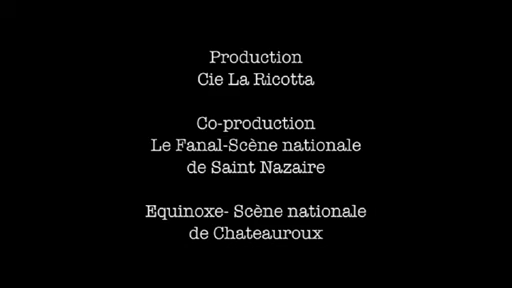 Production
Cie La Ricotta
Co-production
Le Fanal-Scène nationale
de Saint Nazaire
Equinoxe- Scène nationale
de Chateauroux